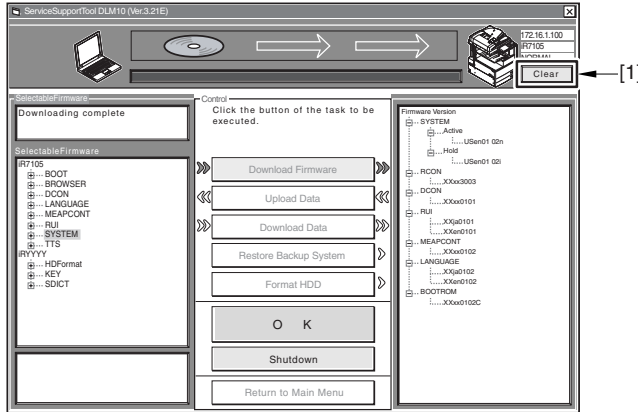 ServiceSupportTool DLM10 (Ver.3.21E)
172.16.1.100
iR7105
NORMAL
Clear
[1]
SelectableFirmware
Downloading complete
SelectableFirmware
iR7105
BOOT
BROWSER
DCON
LANGUAGE
MEAPCONT
RUI
SYSTEM
TTS
iRYYYY
HDFormat
KEY
SDICT
Control
Click the button of the task to be
executed.
Download Firmware
Upload Data
Download Data
Restore Backup System
Format HDD
O K
Shutdown
Return to Main Menu
Firmware Version
SYSTEM
Active
USen01 02n
Hold
USen01 02i
RCON
XXxx3003
DCON
XXxx0101
RUI
XXja0101
XXen0101
MEAPCONT
XXxx0102
LANGUAGE
XXja0102
XXen0102
BOOTROM
XXxx0102C